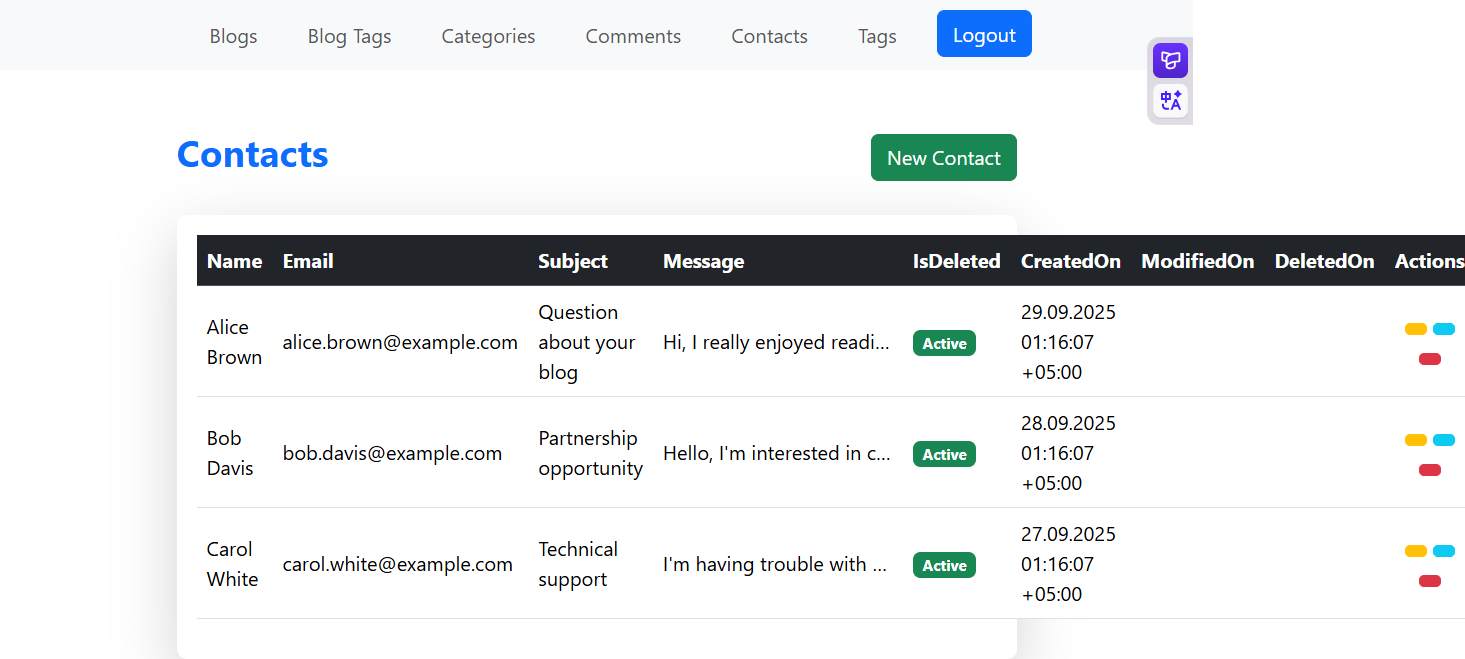 Blogs Blog Tags Categories Comments Contacts Tags Logout
Contacts
New Contact
Name Email Subject Message IsDeleted CreatedOn ModifiedOn DeletedOn Actions
Alice
Brown
alice.brown@example.com
Question
about your
blog
Hi, I really enjoyed readi...
Active
29.09.2025
01:16:07
+05:00
Bob
Davis
bob.davis@example.com
Partnership
opportunity
Hello, I'm interested in c...
Active
28.09.2025
01:16:07
+05:00
Carol
White
carol.white@example.com
Technical
support
I'm having trouble with ...
Active
27.09.2025
01:16:07
+05:00